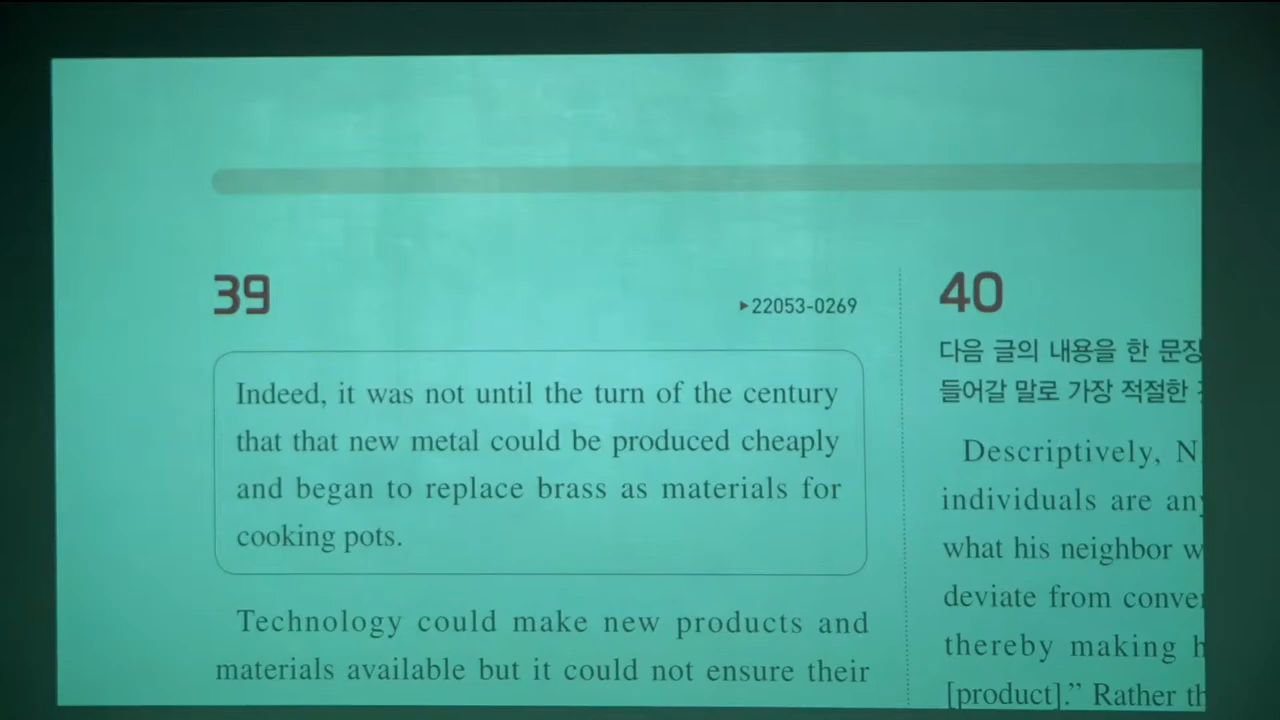 39
▸22053-0269
Indeed, it was not until the turn of the century
that that new metal could be produced cheaply
and began to replace brass as materials for
cooking pots.
Technology could make new products and
materials available but it could not ensure their
40
다음 글의 내용을 한 문장
들어갈 말로 가장 적절한
Descriptively, N
individuals are any
what his neighbor w
deviate from conver
thereby making h
[product].” Rather th